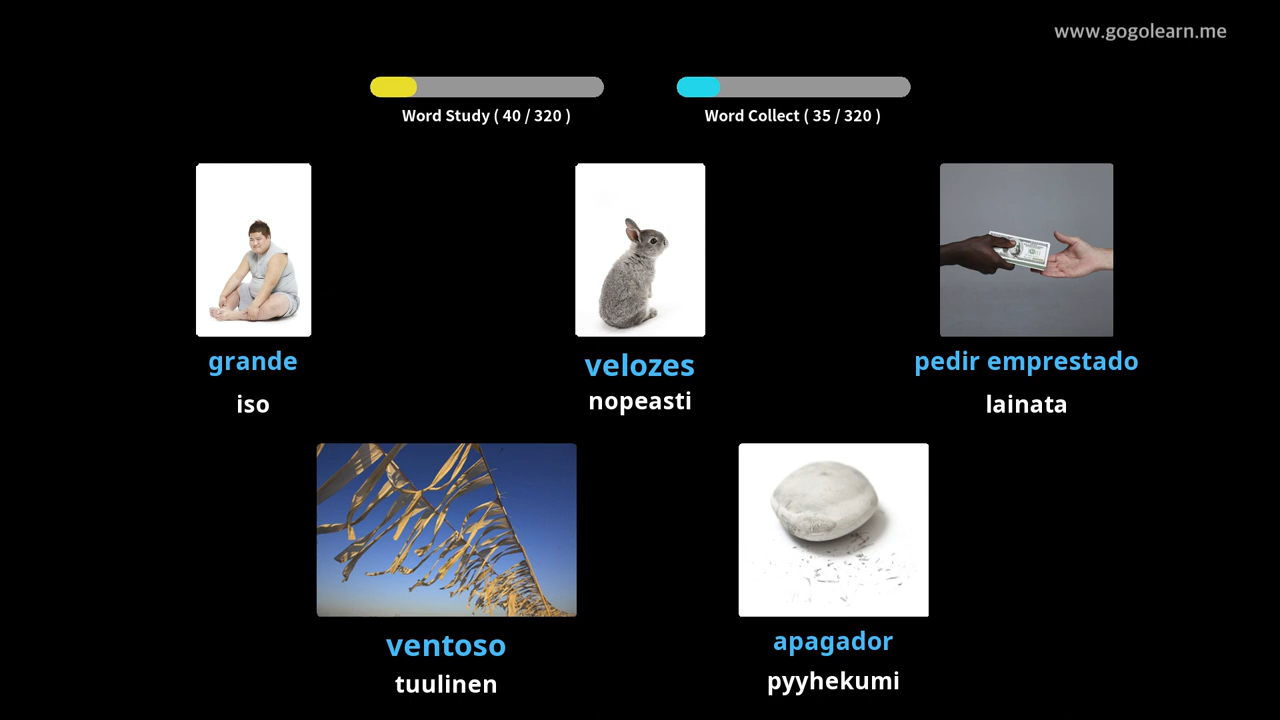 www.gogolearn.me
Word Study ( 40 / 320 )
Word Collect ( 35 / 320 )
grande
iso
velozes
nopeasti
pedir emprestado
lainata
ventoso
tuulinen
apagador
pyyhekumi